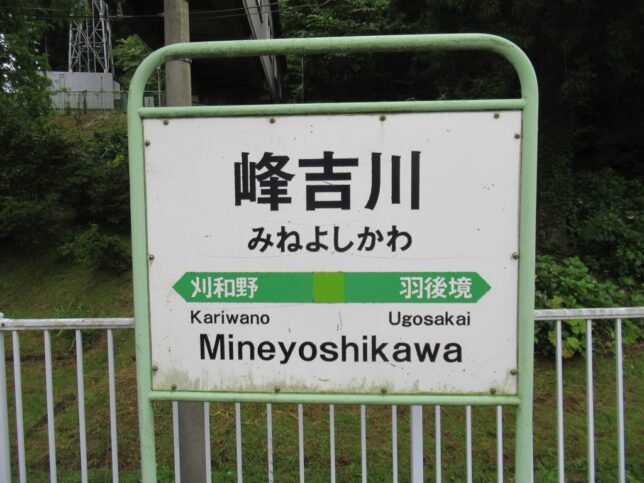 峰吉川
みねよしかわ
刈和野 羽後境
Kariwano Ugosakai
Mineyoshikawa